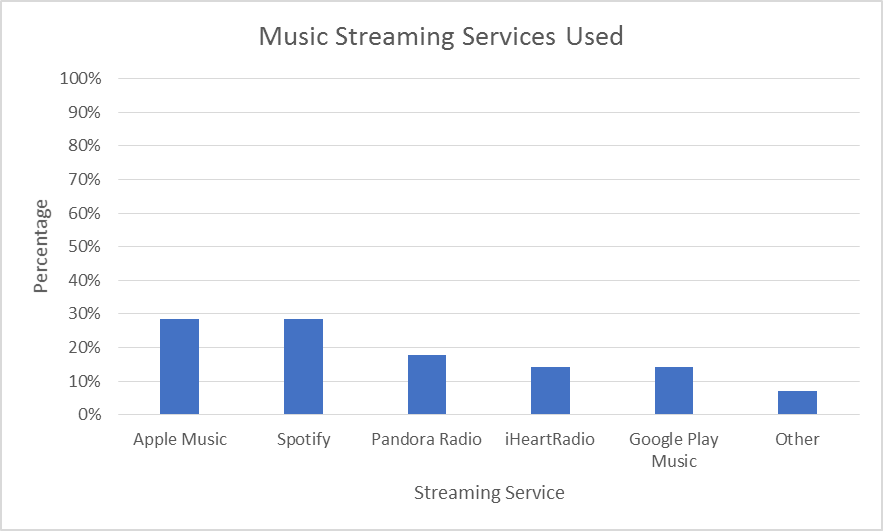 Music Streaming Services Used
100%
90%
80%
70%
60%
50%
40%
30%
20%
10%
0%
Percentage
Apple Music
Spotify
Pandora Radio
iHeartRadio
Google Play
Music
Other
Streaming Service